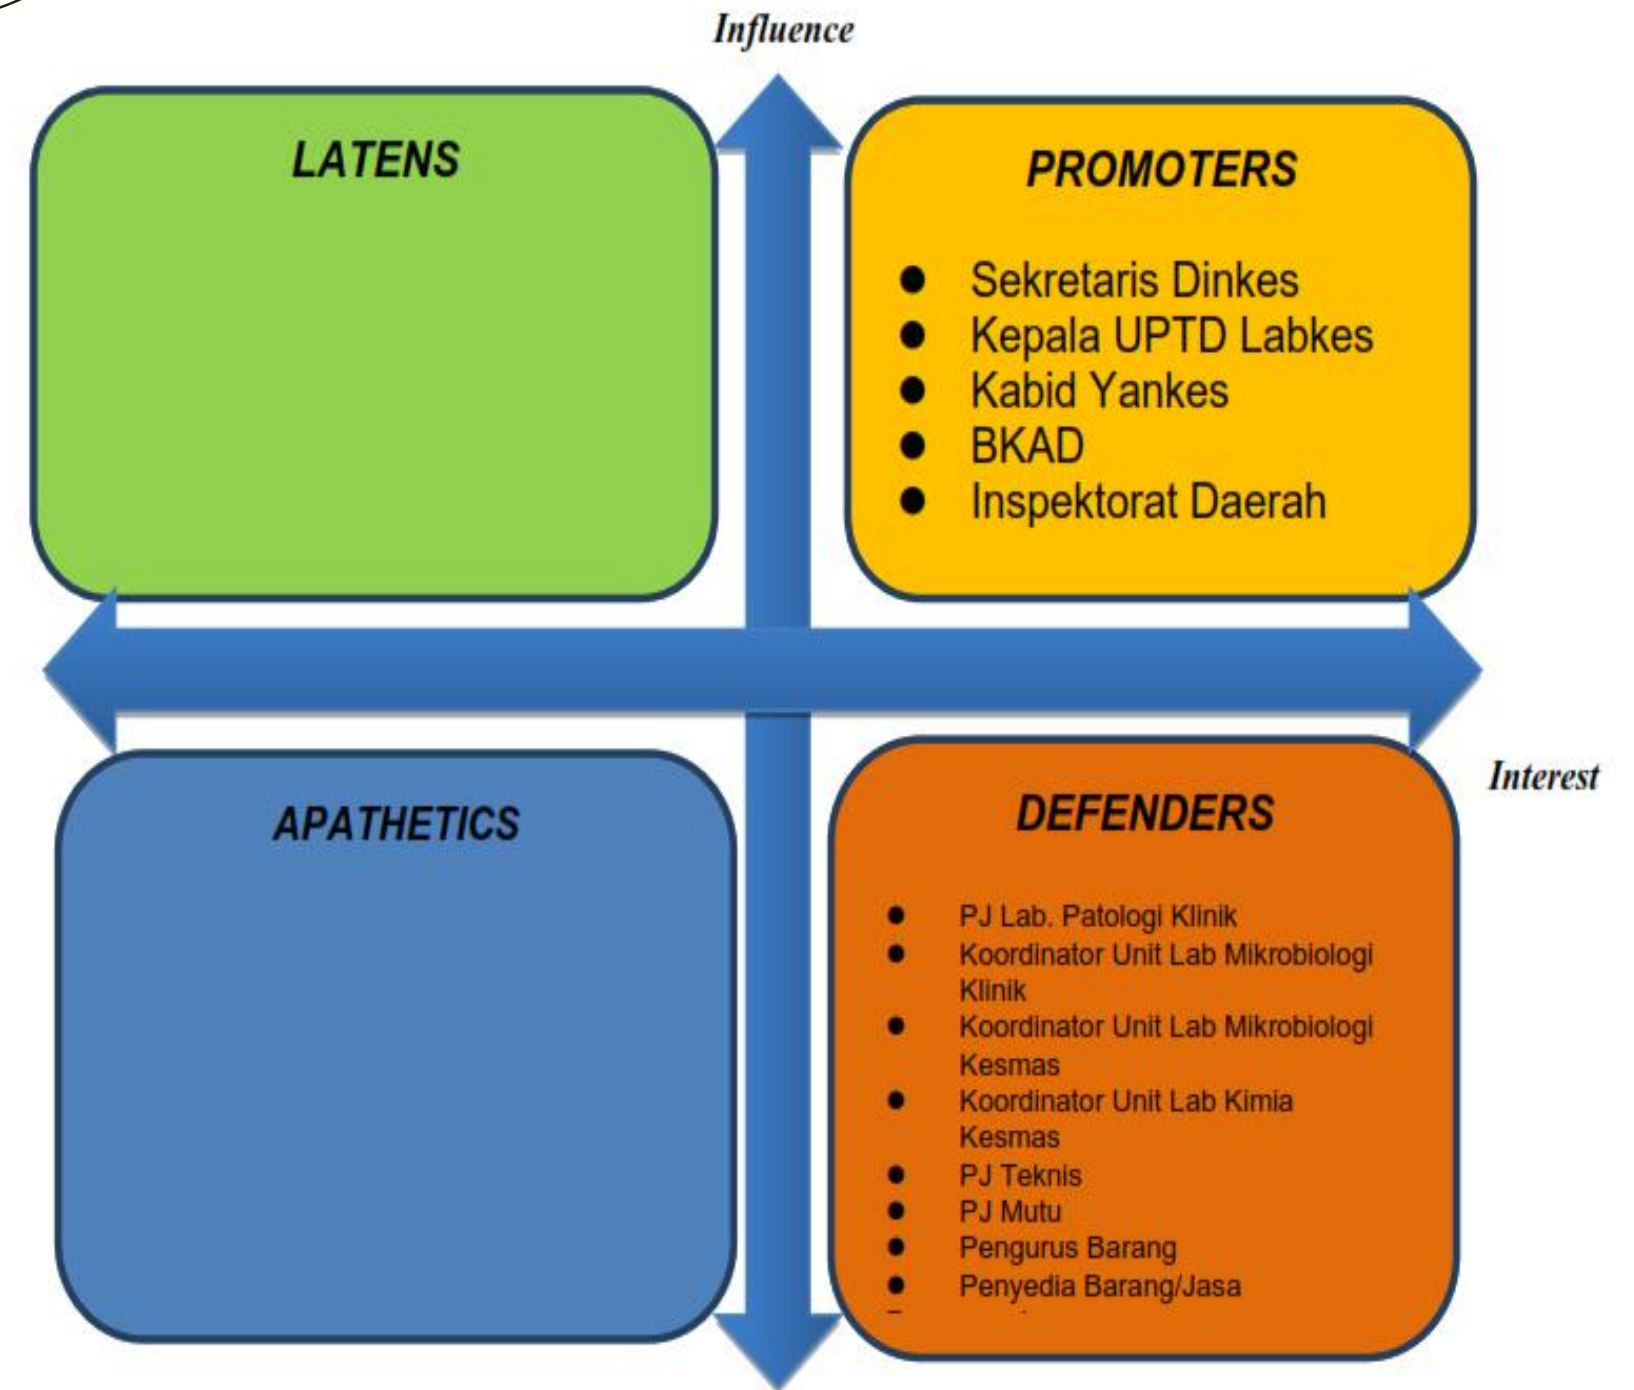 Influence
LATENS
PROMOTERS
● Sekretaris Dinkes
● Kepala UPTD Labkes
● Kabid Yankes
● BKAD
● Inspektorat Daerah
Interest
APATHETICS
DEFENDERS
● PJ Lab. Patologi Klinik
● Koordinator Unit Lab Mikrobiologi
Klinik
● Koordinator Unit Lab Mikrobiologi
Kesmas
● Koordinator Unit Lab Kimia
Kesmas
● PJ Teknis
● PJ Mutu
● Pengurus Barang
● Penyedia Barang/Jasa